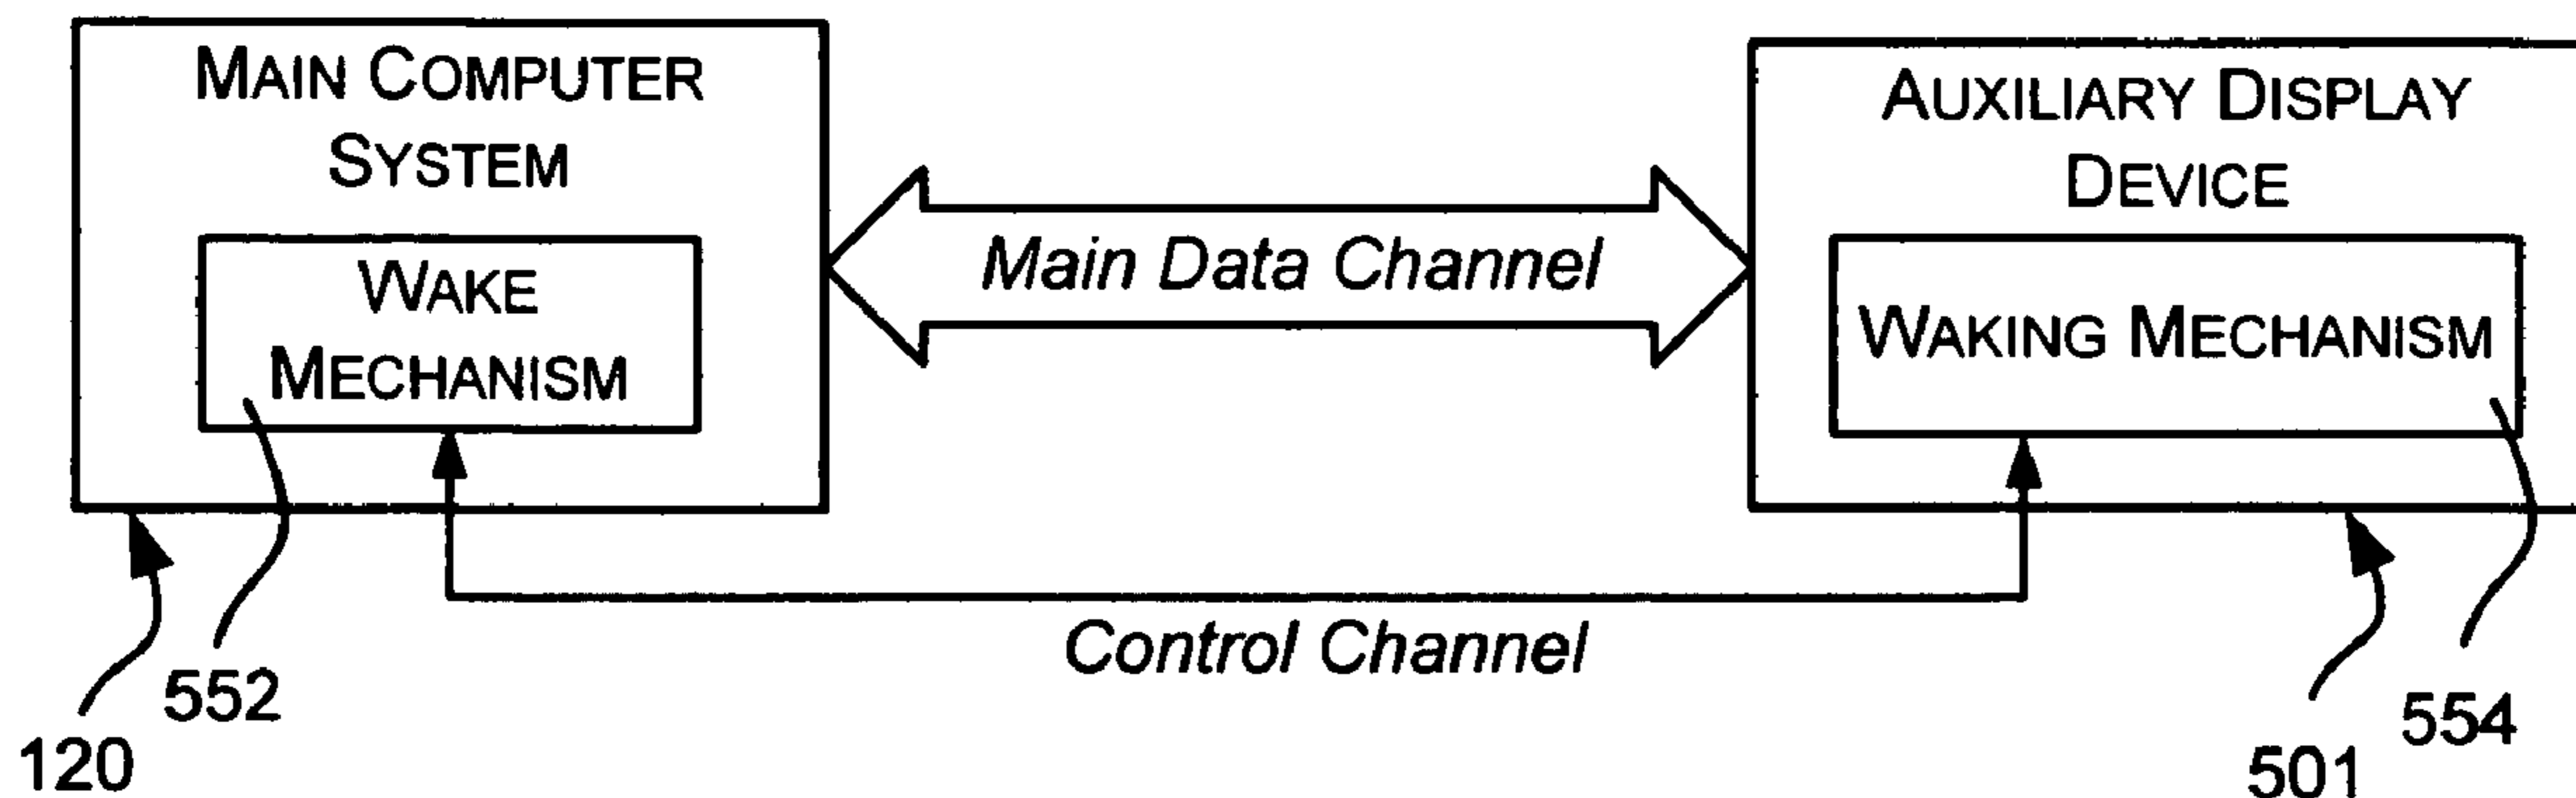 MAIN COMPUTER
SYSTEM
WAKE
MECHANISM
Main Data Channel
AUXILIARY DISPLAY
DEVICE
WAKING MECHANISM
Control Channel
552
120
554
501